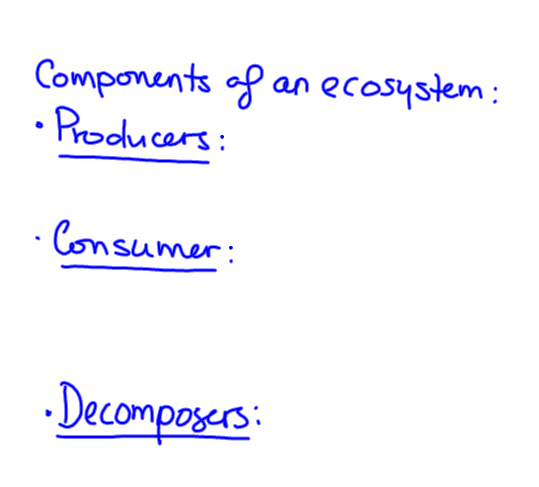 Components of an ecosystem:
• Producers:
• Consumer:
• Decomposers: